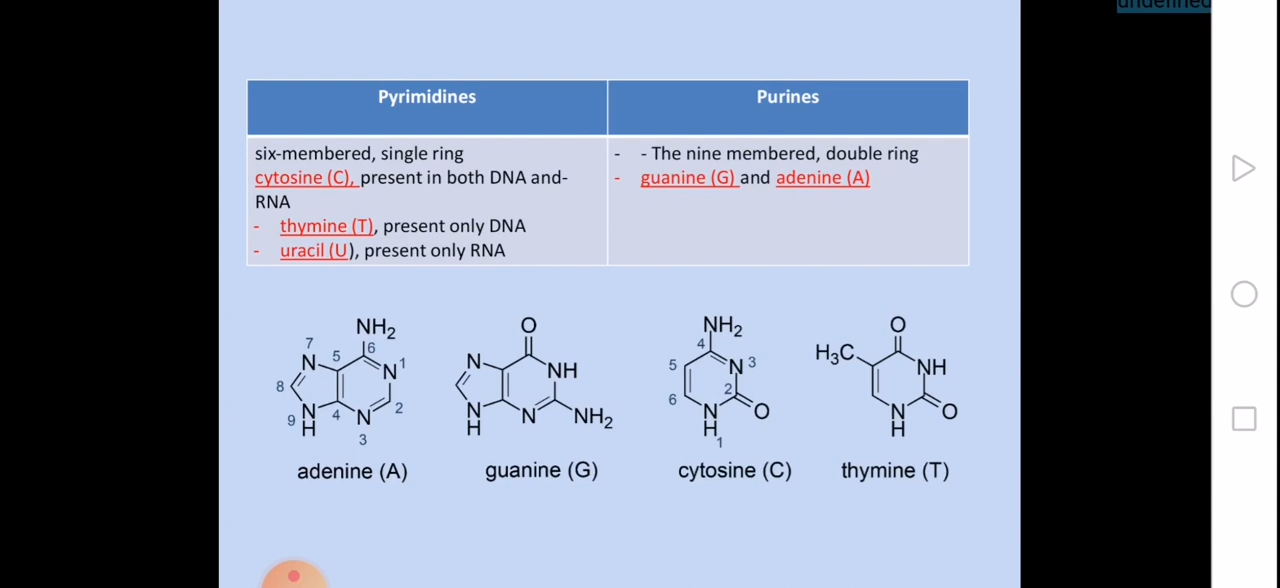 undefined
Pyrimidines
Purines
six-membered, single ring
cytosine (C), present in both DNA and-
RNA
- thymine (T), present only DNA
- uracil (U), present only RNA
- - The nine membered, double ring
- guanine (G) and adenine (A)
NH2
7
5
6
N
N
1
8
9
N
H
4
N
2
3
adenine (A)
O
N
NH
N
H
N
NH2
guanine (G)
NH2
4
5
N
3
6
2
N
H
1
O
cytosine (C)
O
H3C
NH
N
H
O
thymine (T)